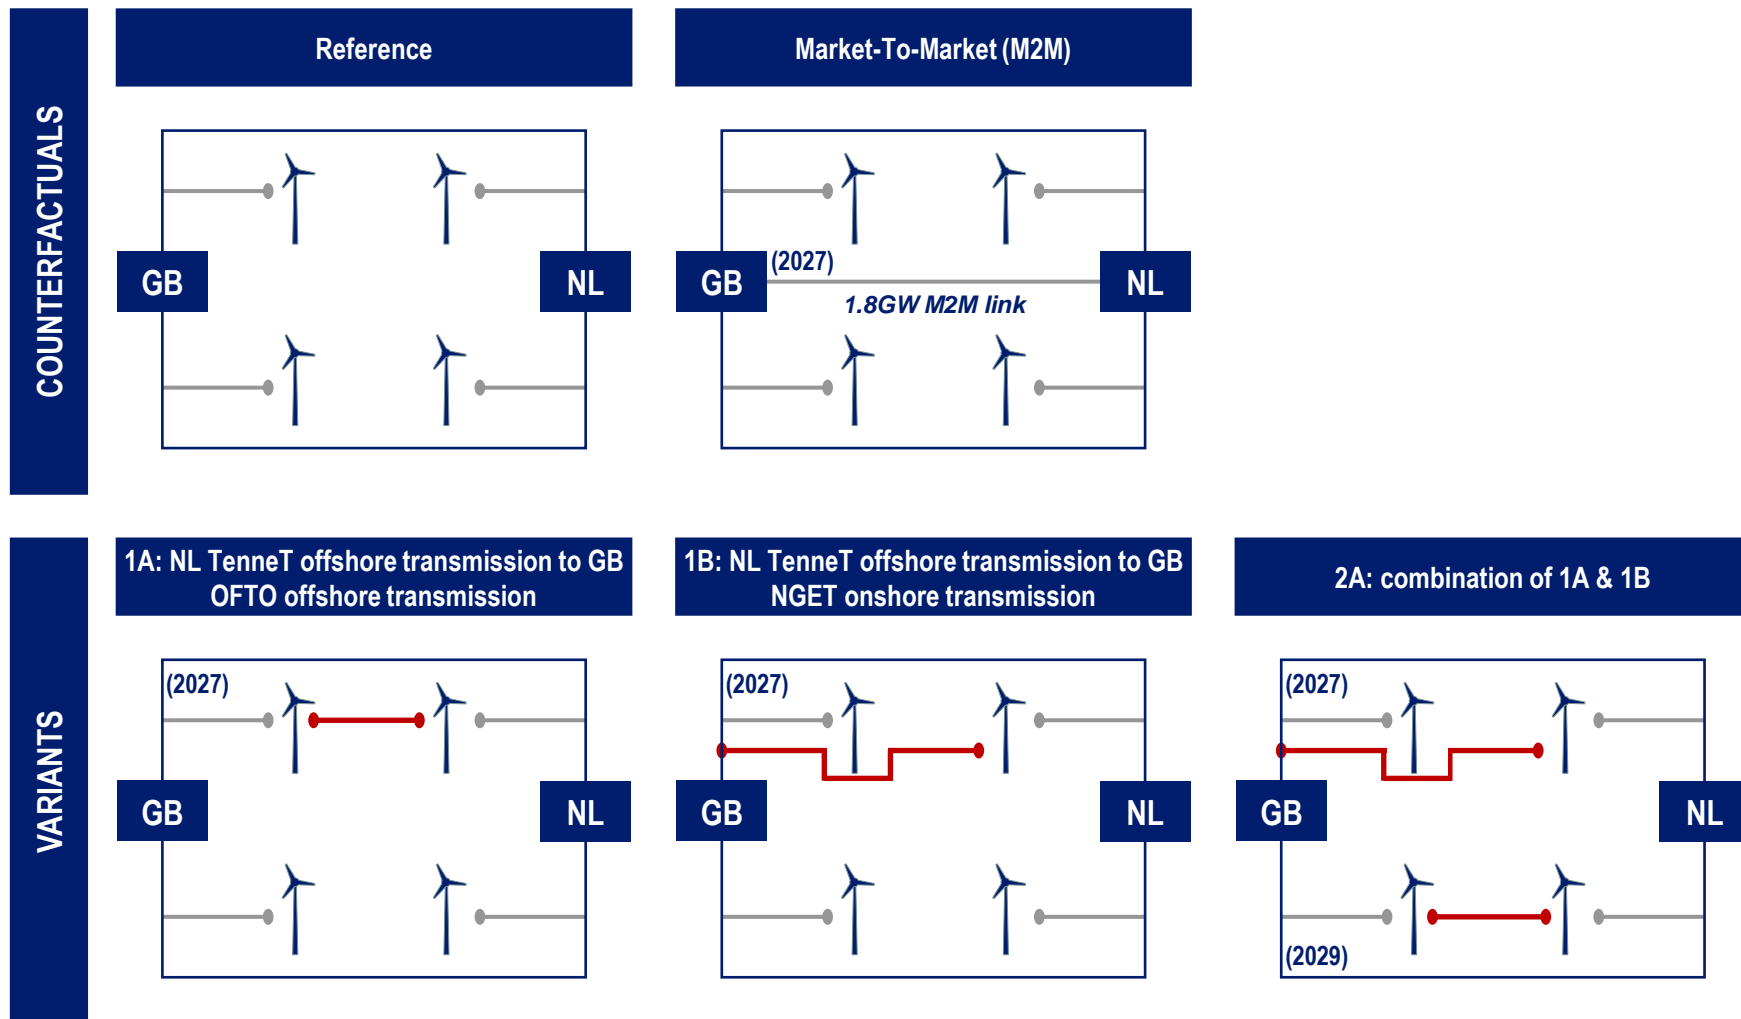 COUNTERFACTUALS
Reference
Market-To-Market (M2M)
GB
NL
GB
(2027)
1.8GW M2M link
NL
VARIANTS
1A: NL TenneT offshore transmission to GB
OFTO offshore transmission
1B: NL TenneT offshore transmission to GB
NGET onshore transmission
2A: combination of 1A & 1B
(2027)
GB
NL
(2027)
GB
NL
(2027)
GB
NL
(2029)